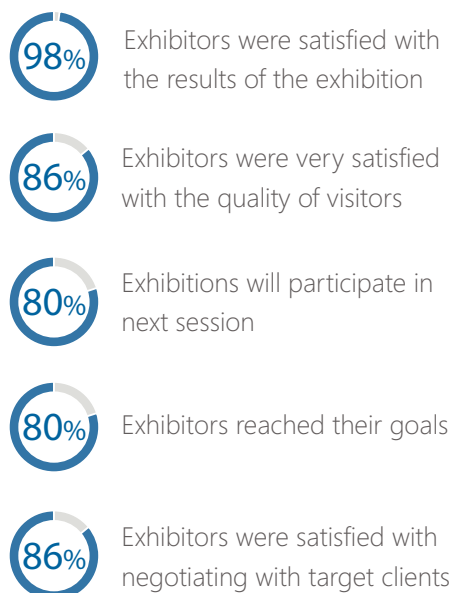 98%
Exhibitors were satisfied with
the results of the exhibition
86%
Exhibitors were very satisfied
with the quality of visitors
80%
Exhibitions will participate in
next session
80%
Exhibitors reached their goals
86%
Exhibitors were satisfied with
negotiating with target clients